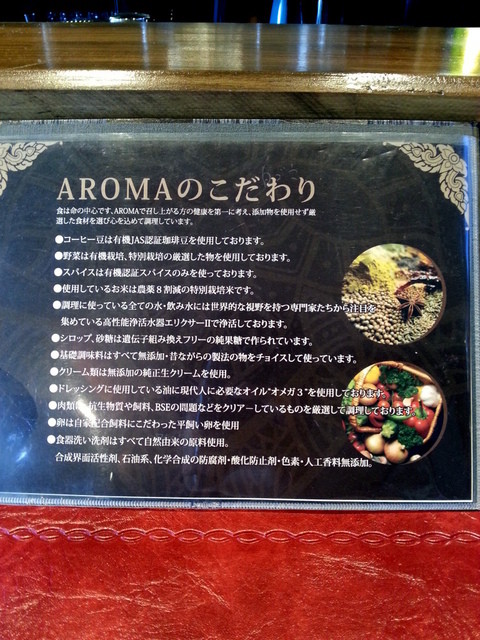 AROMAのこだわり
食は命の中心です、AROMAで召し上がる方の健康を第一に考え、添加物を使用せず厳
選した食材を選び心を込めて調理しています。
●コーヒー豆は有機JAS認証珈琲豆を使用しております。
●野菜は有機栽培、特別栽培の厳選した物を使用しております。
●スパイスは有機認証スパイスのみを使っております。
●使用しているお米は農薬8割減の特別栽培米です。
●調理に使っている全ての水・飲み水には世界的な視野を持つ専門家たちから注目を
集めている高性能浄活水器エリクサーIIで浄活しております。
●シロップ、砂糖は遺伝子組み換えフリーの純果糖で作られています。
●基礎調味料はすべて無添加・昔ながらの製法の物をチョイスして使っています。
●クリーム類は無添加の純正生クリームを使用。
●ドレッシングに使用している油に現代人に必要なオイル"オメガ3"を使用しております
●肉類は、抗生物質や飼料、BSEの問題などをクリアーしているものを厳選して調理しております。
●卵は自家配合飼料にこだわった平飼い卵を使用
●食器洗い洗剤はすべて自然由来の原料使用。
合成界面活性剤、石油系、化学合成の防腐剤・酸化防止剤・色素・人工香料無添加。